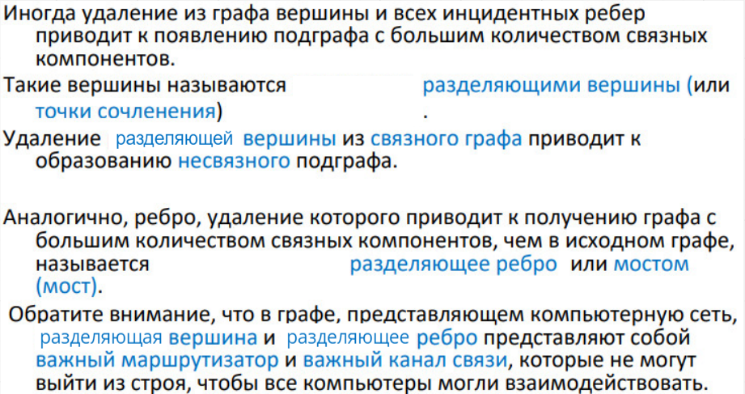 Иногда удаление из графа вершины и всех инцидентных ребер
приводит к появлению подграфа с большим количеством связных
компонентов.
Такие вершины называются разделяющими вершины (или
точки сочленения) .
Удаление разделяющей вершины из связного графа приводит к
образованию несвязного подграфа.
Аналогично, ребро, удаление которого приводит к получению графа с
большим количеством связных компонентов, чем в исходном графе,
называется разделяющее ребро или мостом
(мост).
Обратите внимание, что в графе, представляющем компьютерную сеть,
разделяющая вершина и разделяющее ребро представляют собой
важный маршрутизатор и важный канал связи, которые не могут
выйти из строя, чтобы все компьютеры могли взаимодействовать.